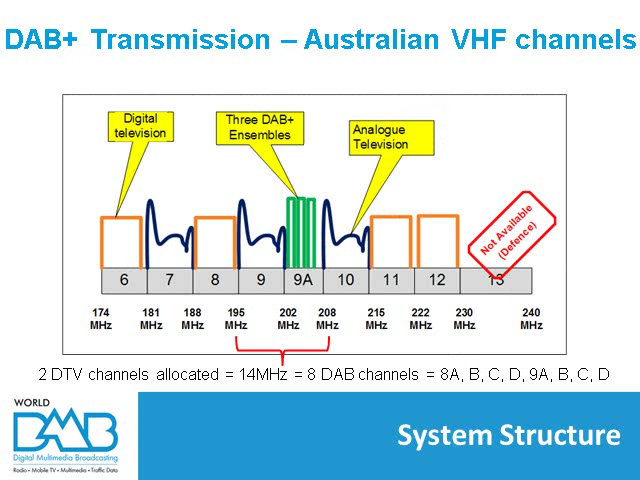 DAB+ Transmission – Australian VHF channels
Digital
television
Three DAB+
Ensembles
Analogue
Television
Not Available
(Defence)
6 7 8 9 9A 10 11 12 13
174 MHz
181 MHz
188 MHz
195 MHz
202 MHz
208 MHz
215 MHz
222 MHz
230 MHz
240 MHz
2 DTV channels allocated = 14MHz = 8 DAB channels = 8A, B, C, D, 9A, B, C, D
WORLD
DMB
Digital Multimedia Broadcasting
Radio • Mobile TV • Multimedia • Traffic Data
System Structure